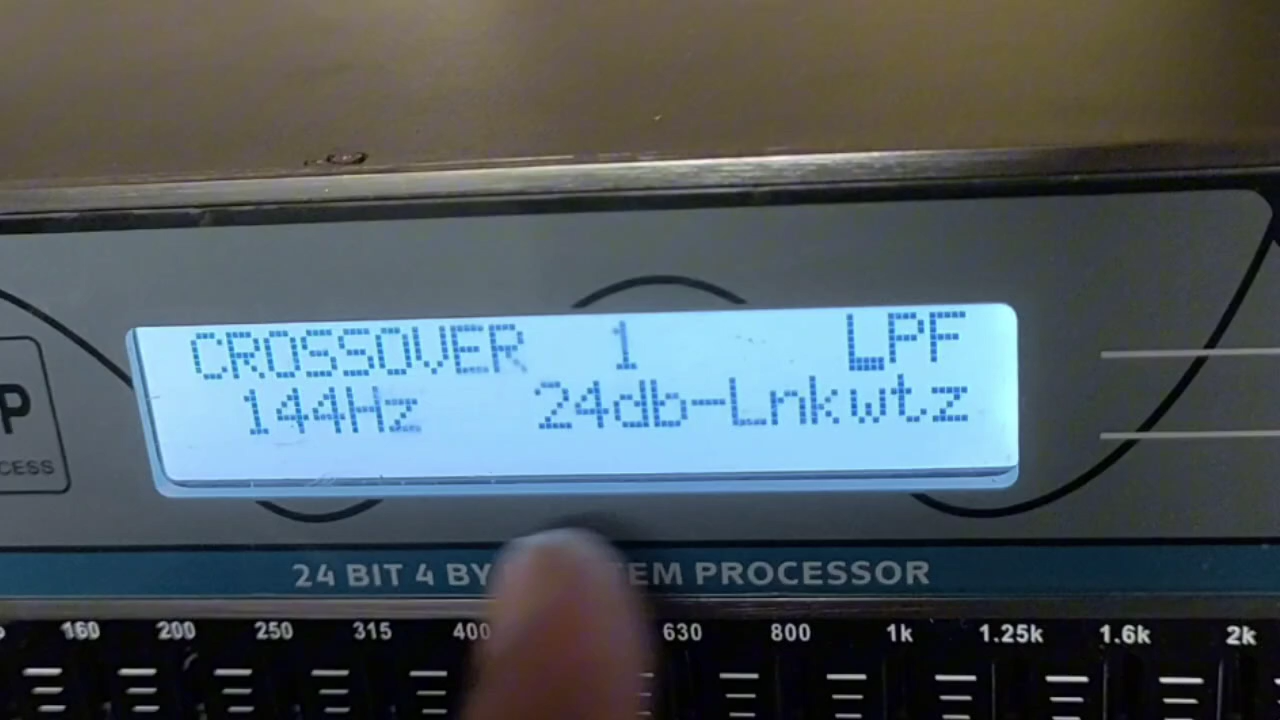 CROSSOVER 1 LPF
144Hz 24db-Lnkwtz
P
CESS
24 BIT 4 BY EM PROCESSOR
160 200 250 315 400 630 800 1k 1.25k 1.6k 2k